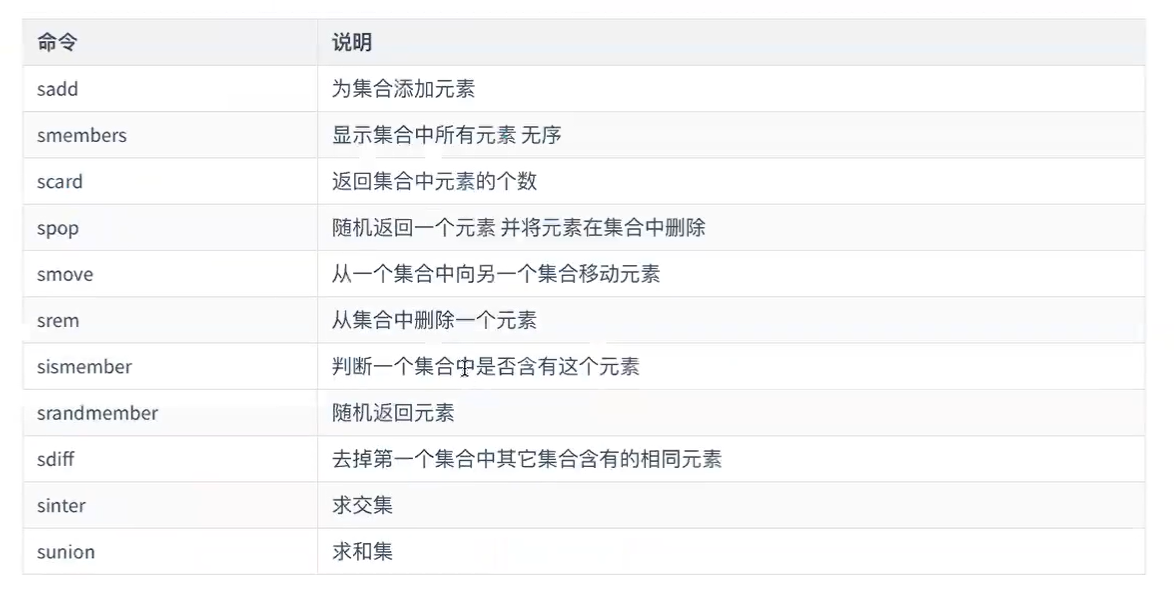 命令 说明
sadd 为集合添加元素
smembers 显示集合中所有元素 无序
scard 返回集合中元素的个数
spop 随机返回一个元素 并将元素在集合中删除
smove 从一个集合中向另一个集合移动元素
srem 从集合中删除一个元素
sismember 判断一个集合中是否含有这个元素
srandmember 随机返回元素
sdiff 去掉第一个集合中其它集合含有的相同元素
sinter 求交集
sunion 求和集